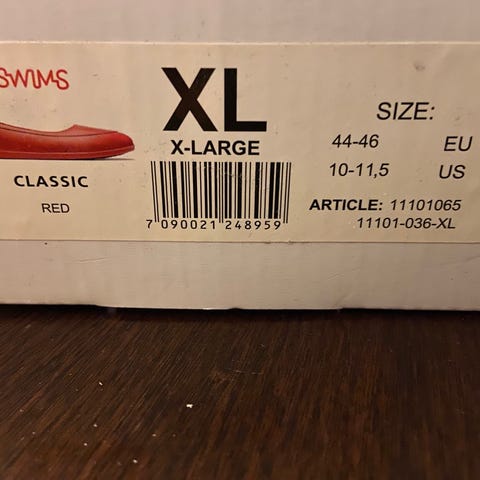 SWIMS
CLASSIC
RED
XL
X-LARGE
7 090021 248959
SIZE:
44-46 EU
10-11,5 US
ARTICLE: 11101065
11101-036-XL